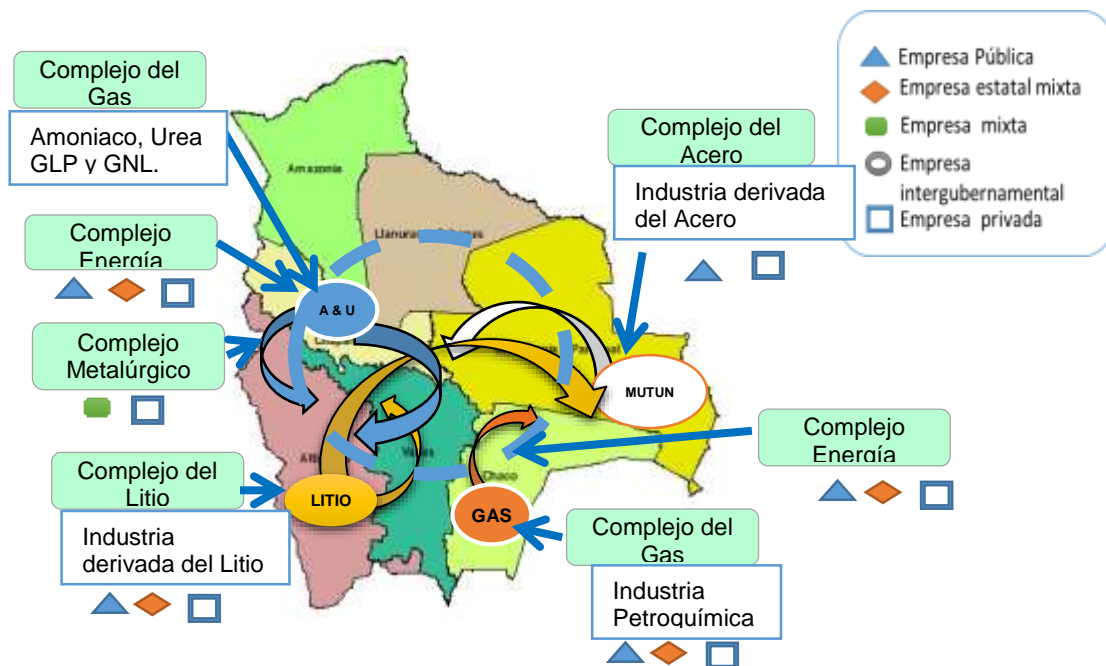 Complejo del
Gas
Amoniaco, Urea
GLP y GNL.
Complejo
Energía
Complejo
Metalúrgico
Complejo del
Litio
Industria
derivada del Litio
Complejo del
Acero
Industria derivada
del Acero
Empresa Pública
Empresa estatal mixta
Empresa mixta
Empresa
intergubernamental
Empresa privada
Amazonia
A & U
MUTUN
LITIO
GAS
Chaco
Complejo
Energía
Complejo del
Gas
Industria
Petroquímica